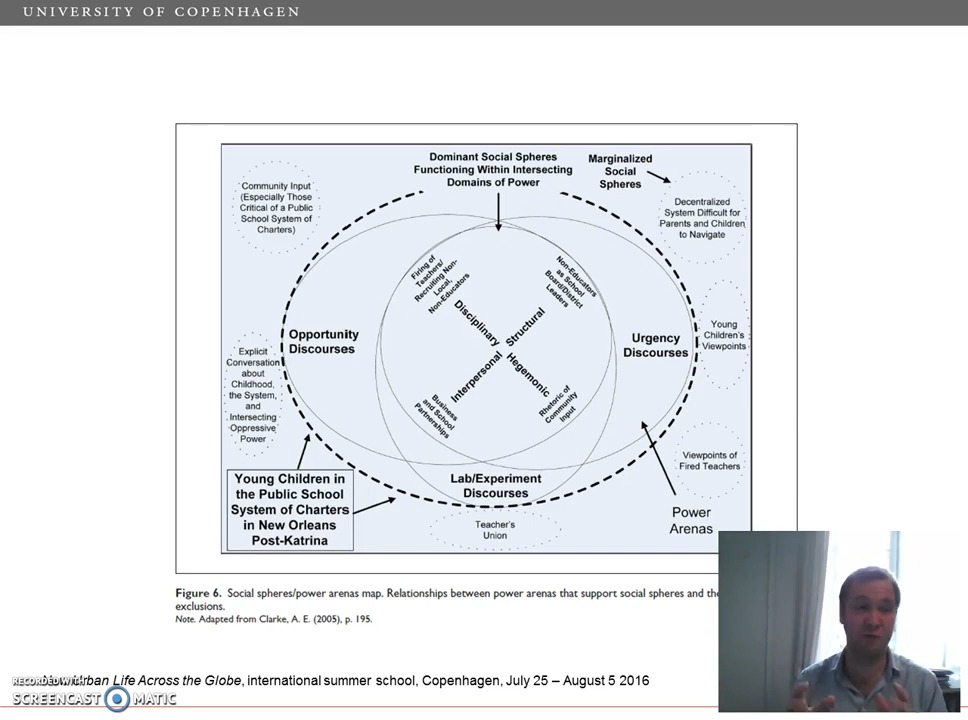 UNIVERSITY OF COPENHAGEN
Dominant Social Spheres
Functioning Within Intersecting
Domains of Power
Marginalized
Social
Spheres
Community Input
(Especially Those
Critical of a Public
School System of
Charters)
Decentralized
System Difficult for
Parents and Children
to Navigate
Firing of
Teachers/
Recruiting Non-
Local,
Non-Educators
Non-Educators
as School
Board/District
Leaders
Disciplinary
Structural
Opportunity
Discourses
Urgency
Discourses
Young
Children's
Viewpoints
Interpersonal
Hegemonic
Explicit
Conversation
about
Childhood,
the System,
and
Intersecting
Oppressive
Power
Business
and School
Partnerships
Rhetoric of
Community
Input
Viewpoints of
Fired Teachers
Young Children in
the Public School
System of Charters
in New Orleans
Post-Katrina
Lab/Experiment
Discourses
Teacher's
Union
Power
Arenas
Figure 6. Social spheres/power arenas map. Relationships between power arenas that support social spheres and the
exclusions.
Note. Adapted from Clarke, A. E. (2005), p. 195.
Urban Life Across the Globe, international summer school, Copenhagen, July 25 – August 5 2016
RECORDED WITH
SCREENCAST MATIC